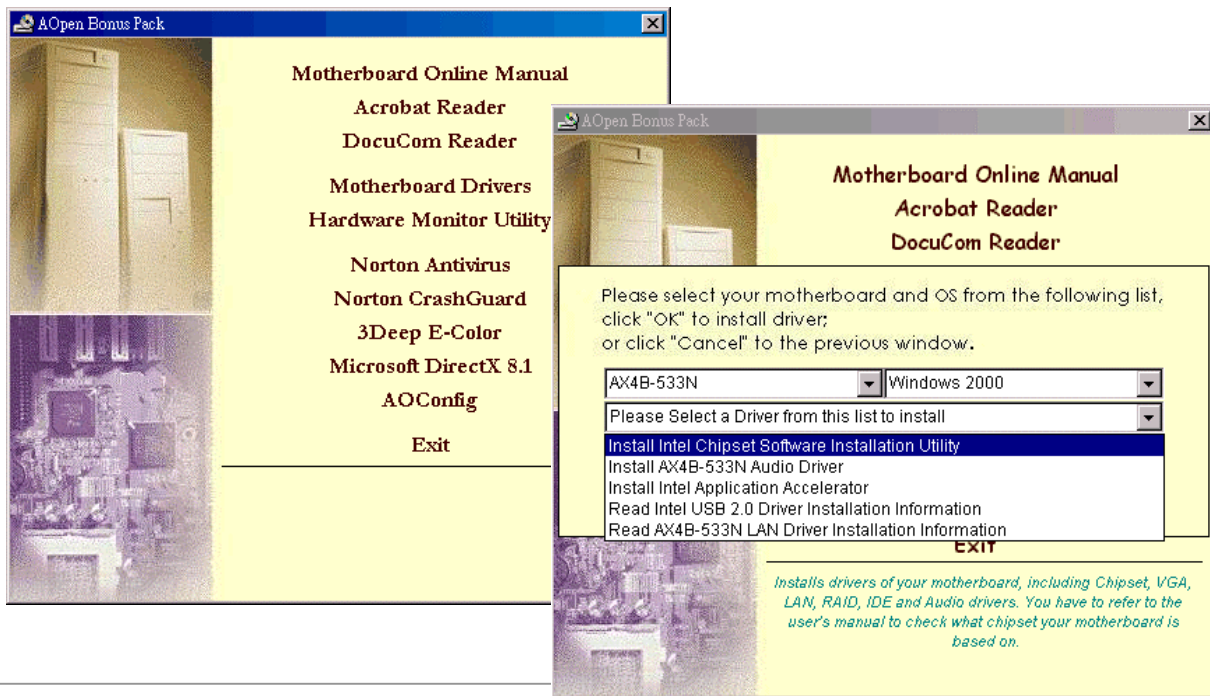 AOpen Bonus Pack
Motherboard Online Manual
Acrobat Reader
DocuCom Reader
Motherboard Drivers
Hardware Monitor Utility
Norton Antivirus
Norton CrashGuard
3Deep E-Color
Microsoft DirectX 8.1
AOConfig
Exit
AOpen Bonus Pack
Motherboard Online Manual
Acrobat Reader
DocuCom Reader
Please select your motherboard and OS from the following list,
click "OK" to install driver;
or click "Cancel" to the previous window.
AX4B-533N
Windows 2000
Please Select a Driver from this list to install
Install Intel Chipset Software Installation Utility
Install AX4B-533N Audio Driver
Install Intel Application Accelerator
Read Intel USB 2.0 Driver Installation Information
Read AX4B-533N LAN Driver Installation Information
Exit
Installs drivers of your motherboard, including Chipset, VGA,
LAN, RAID, IDE and Audio drivers. You have to refer to the
user's manual to check what chipset your motherboard is
based on.